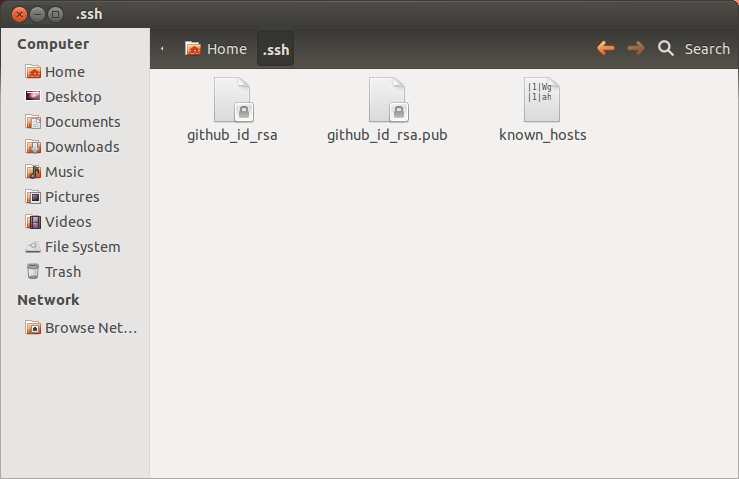 .ssh
Computer
Home
Desktop
Documents
Downloads
Music
Pictures
Videos
File System
Trash
Network
Browse Net...
Home
.ssh
Search
github_id_rsa
github_id_rsa.pub
|1|Wg
|1|ah
known_hosts